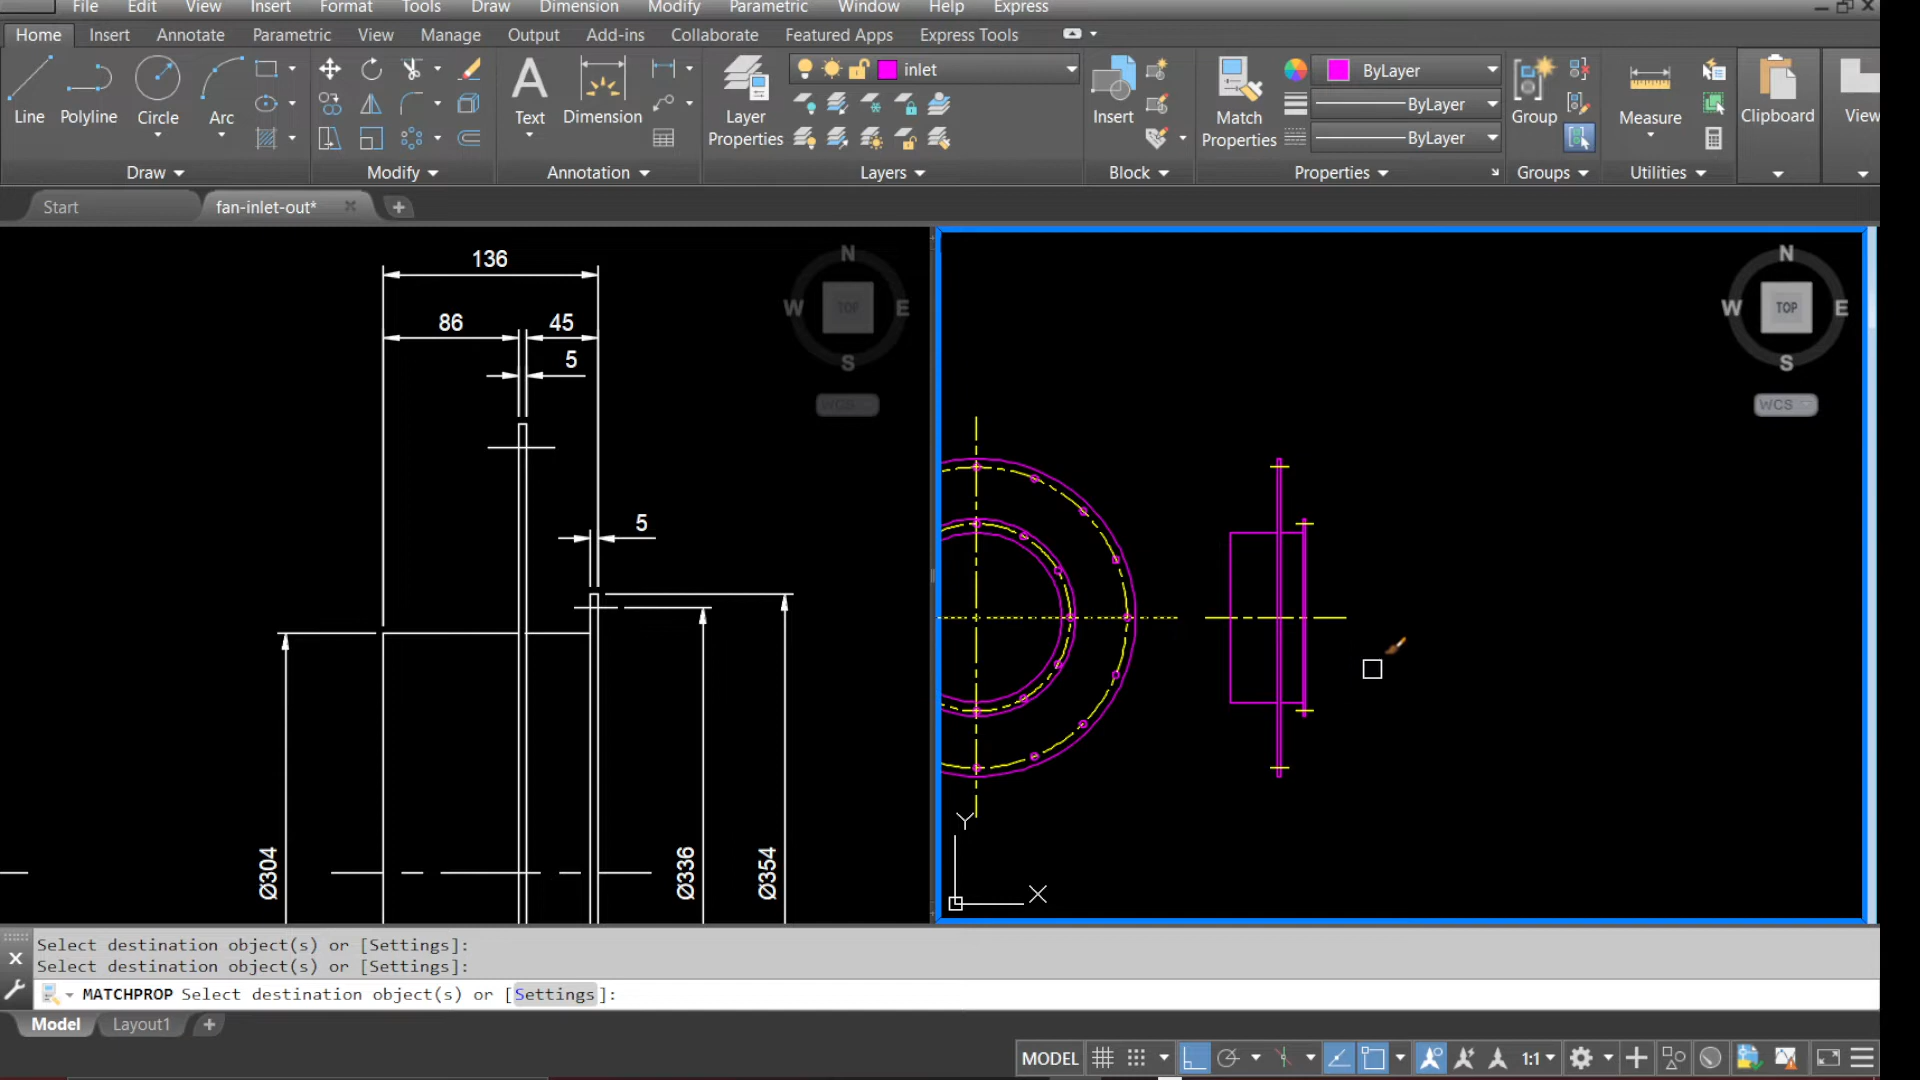 File Edit View Insert Format Tools Draw Dimension Modify Parametric Window Help Express
Home Insert Annotate Parametric View Manage Output Add-ins Collaborate Featured Apps Express Tools
Line Polyline Circle Arc
Text Dimension
Layer Properties
inlet
Insert
Match Properties
ByLayer
ByLayer
ByLayer
Group
Measure
Clipboard
View
Draw Modify Annotation Layers Block Properties Groups Utilities
Start fan-inlet-out*
136
86 45
5
5
Ø304 Ø336 Ø354
N
W TOP E
S
WCS
N
W TOP E
S
WCS
Y
X
Select destination object(s) or [Settings]:
Select destination object(s) or [Settings]:
MATCHPROP Select destination object(s) or [Settings]:
Model Layout1
MODEL 1:1